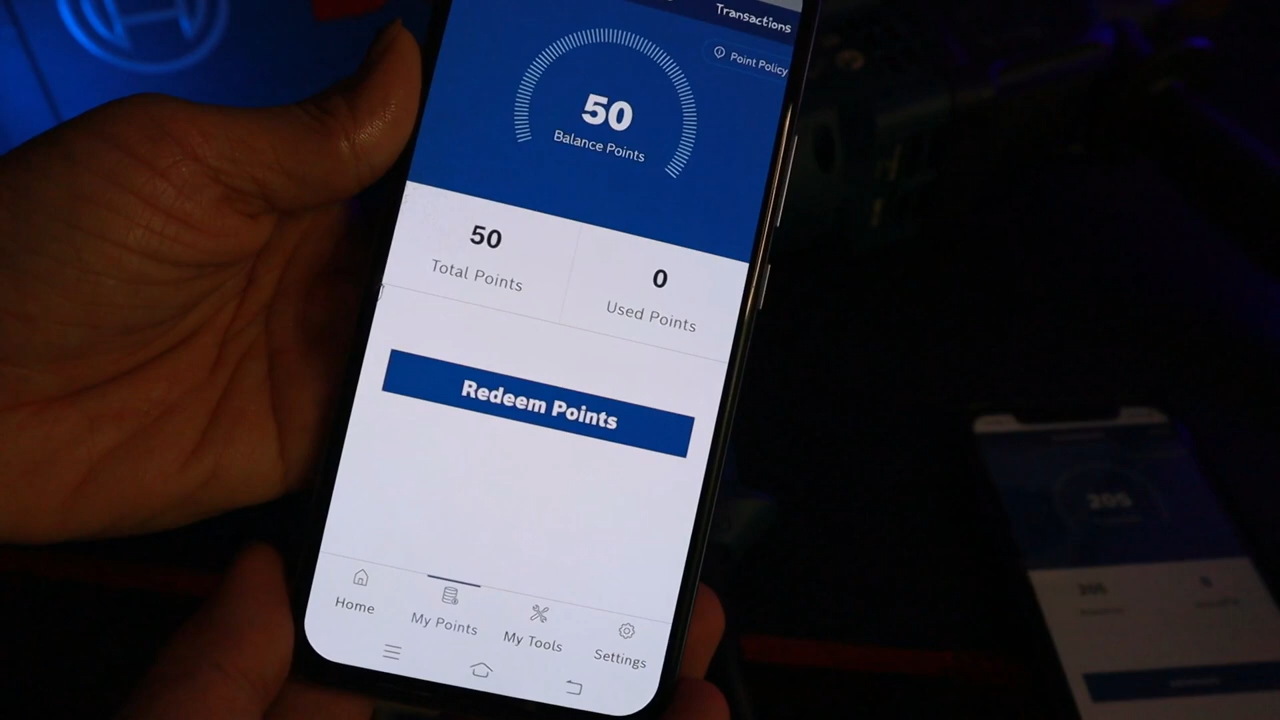 Transactions
Point Policy
50
Balance Points
50
Total Points
0
Used Points
Redeem Points
Home
My Points
My Tools
Settings
205